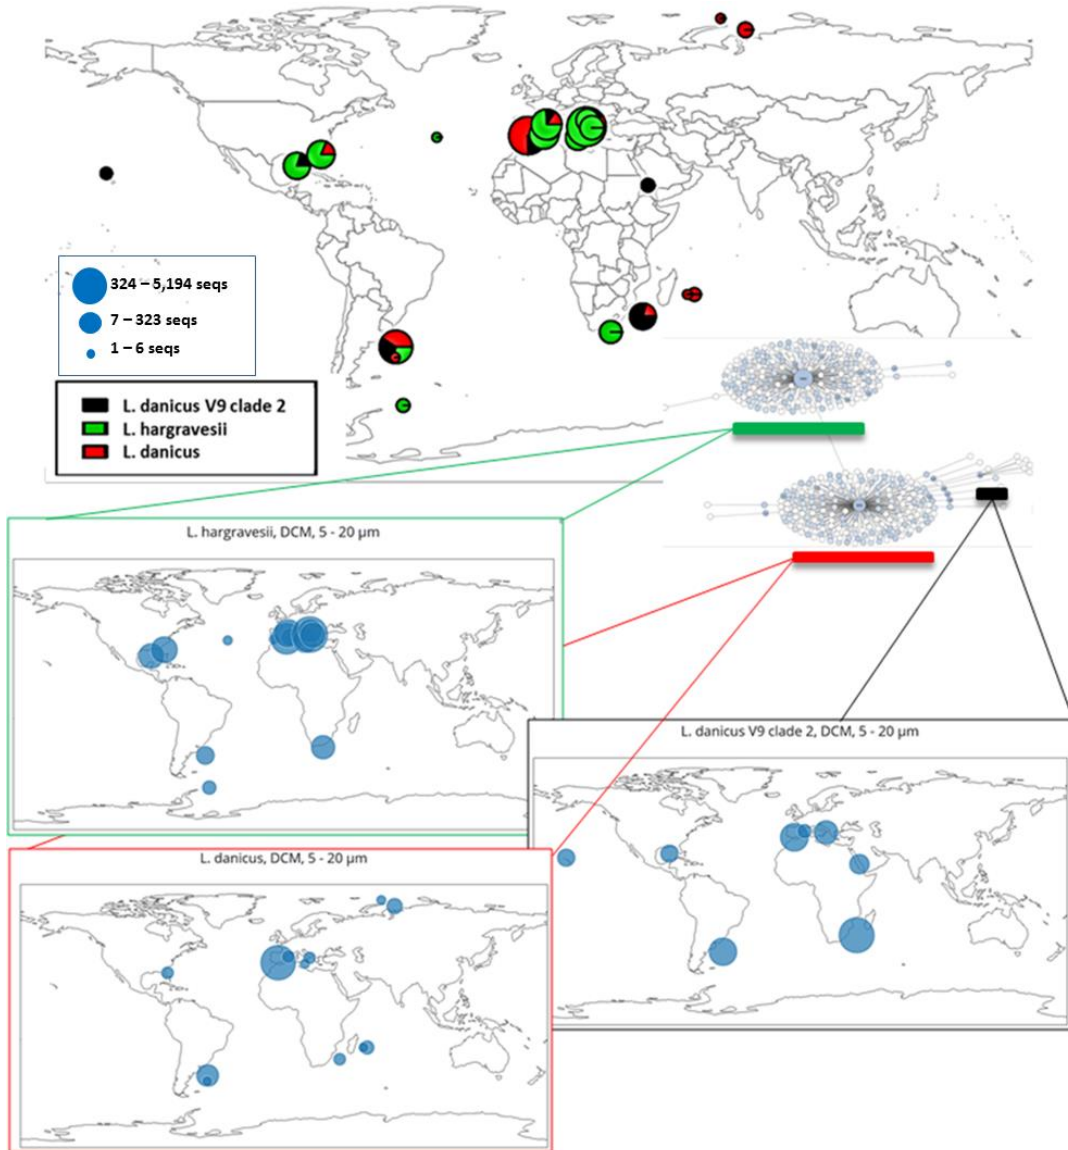 324 – 5,194 seqs
7 – 323 seqs
1 – 6 seqs
L. danicus V9 clade 2
L. hargravesii
L. danicus
L. hargravesii, DCM, 5 - 20 µm
L. danicus V9 clade 2, DCM, 5 - 20 µm
L. danicus, DCM, 5 - 20 µm